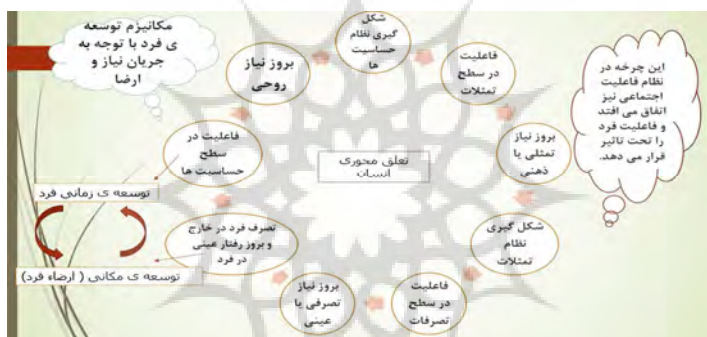 مکانیزم توسعه
ی فرد با توجه به
جریان نیاز و
ارضا
شکل
گیری نظام
حساسیت
ها
فاعلیت
در سطح
تمثلات
بروز نیاز
تمثلی یا
ذهنی
شکل گیری
نظام
تمثلات
فاعلیت
در سطح
تصرفات
بروز نیاز
تصرفی یا
عینی
تصرف فرد در خارج
و بروز رفتار عینی
در فرد
فاعلیت در
سطح
حساسیت ها
بروز نیاز
روحی
تعلق محوری
انسان
این چرخه در
نظام فاعلیت
اجتماعی نیز
اتفاق می افتد
و فاعلیت فرد
را تحت تاثیر
قرار می دهد.
توسعه ی زمانی فرد
توسعه ی مکانی ( ارضاء فرد)